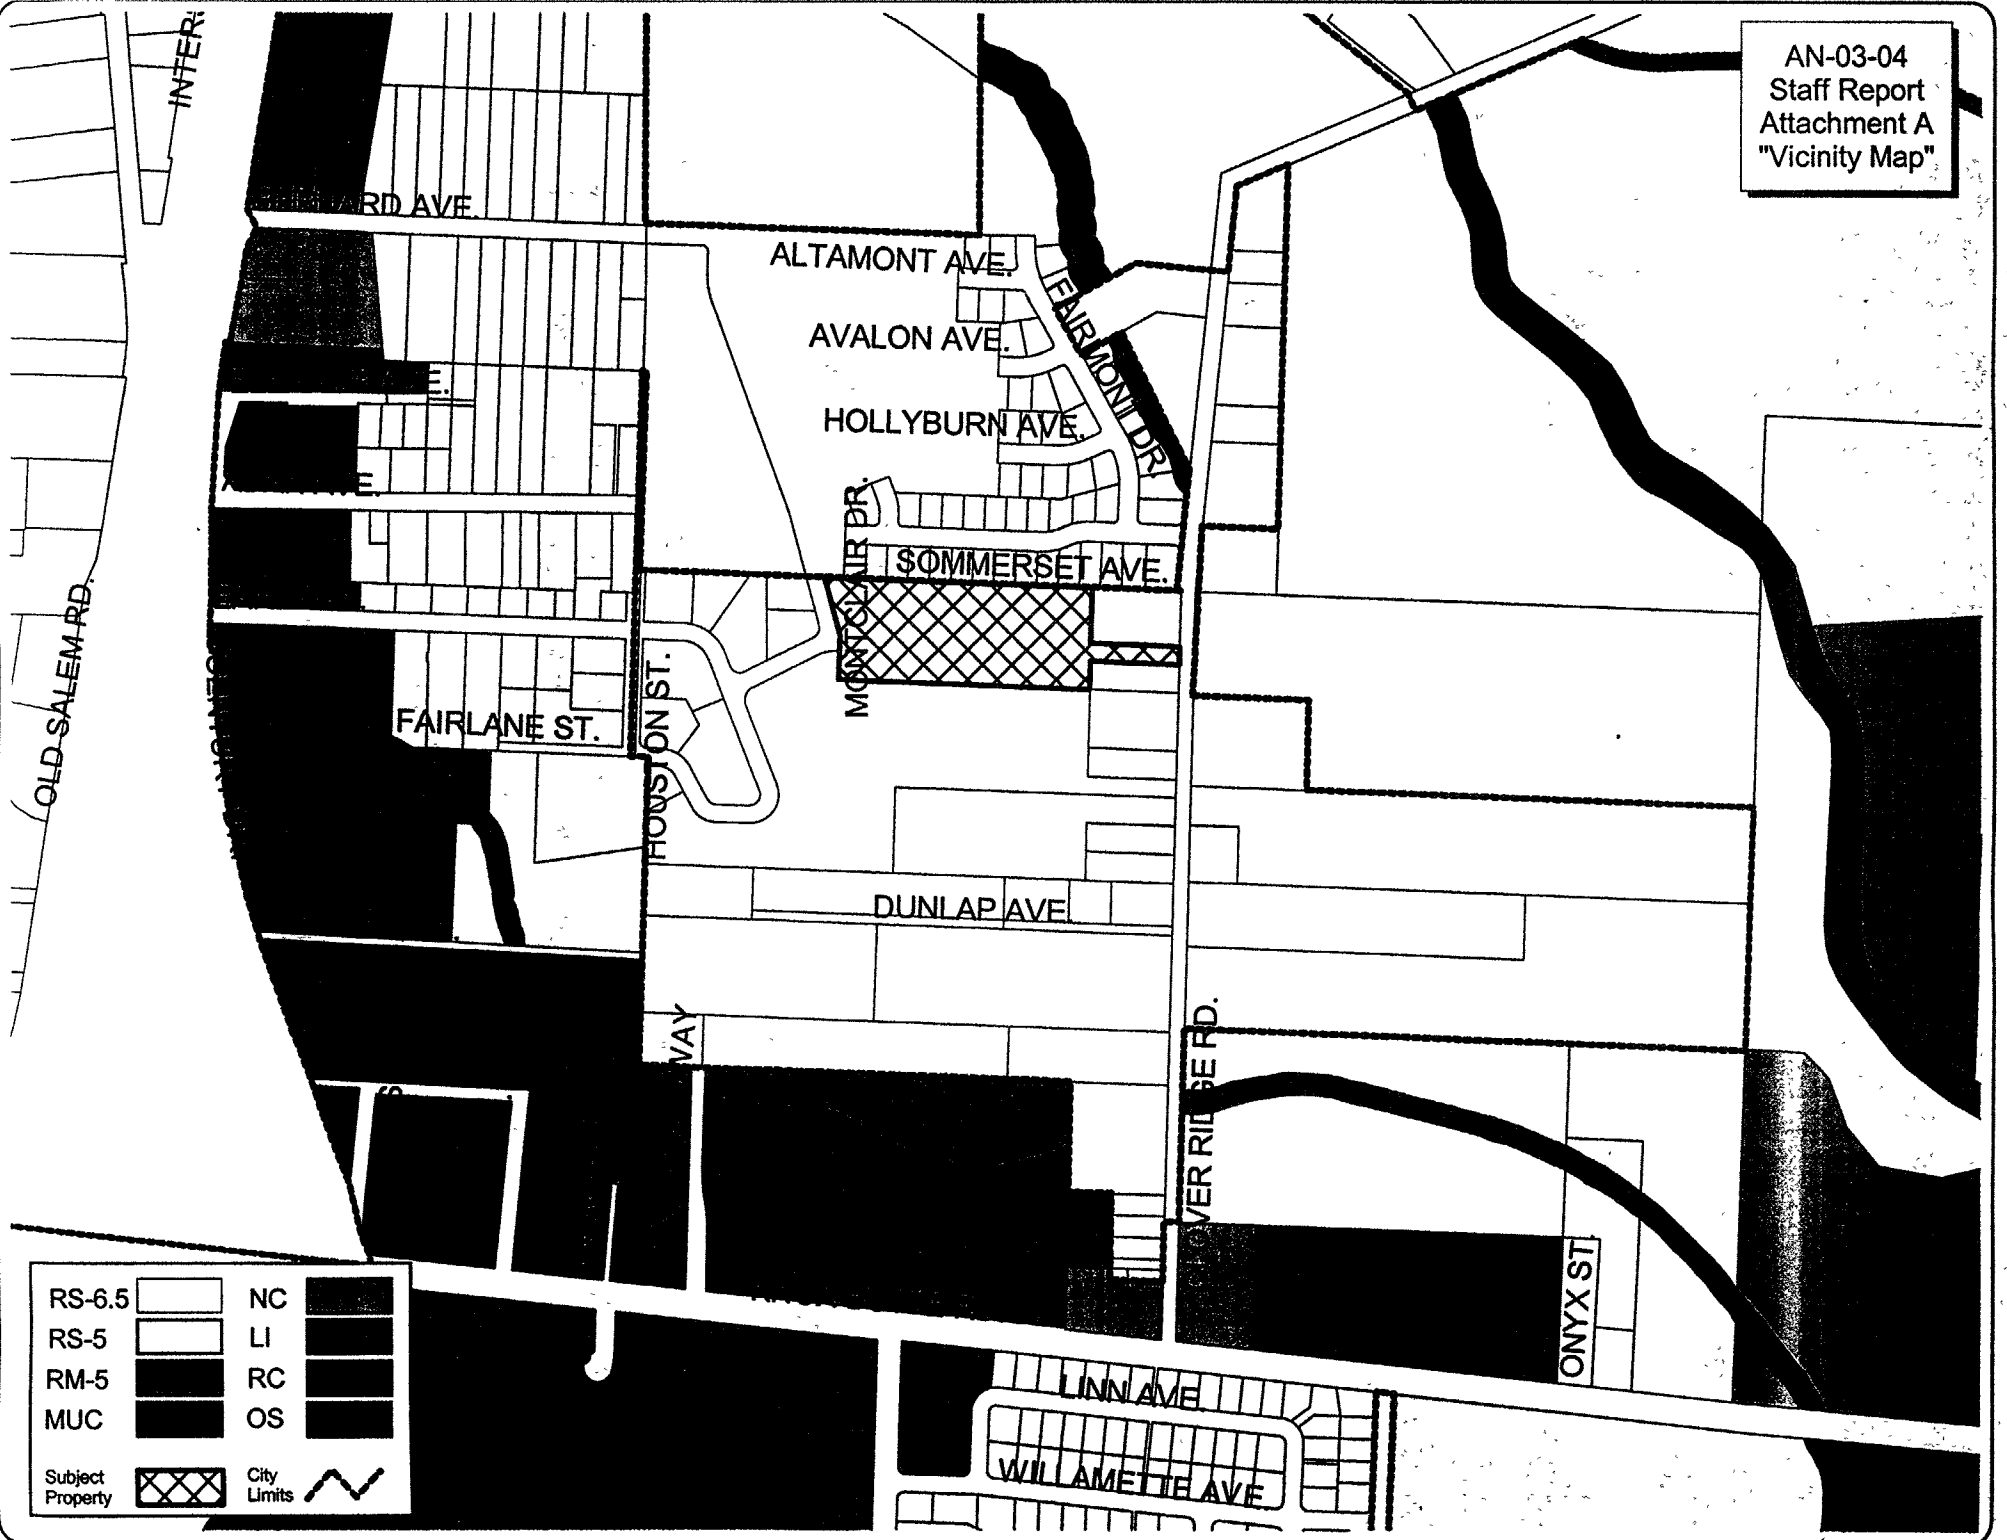 AN-03-04
Staff Report
Attachment A
"Vicinity Map"
ALTAMONT AVE.
AVALON AVE.
HOLLYBURN AVE.
FAIRMONT DR.
MONTCLAIR DR.
SOMMERSET AVE.
OLD SALEM RD.
FAIRLANE ST.
HOUSTON ST.
DUNLAP AVE.
WAY
ONYX ST.
LINN AVE.
WILLAMETTE AVE.
RS-6.5
NC
RS-5
LI
RM-5
RC
MUC
OS
Subject
Property
City
Limits